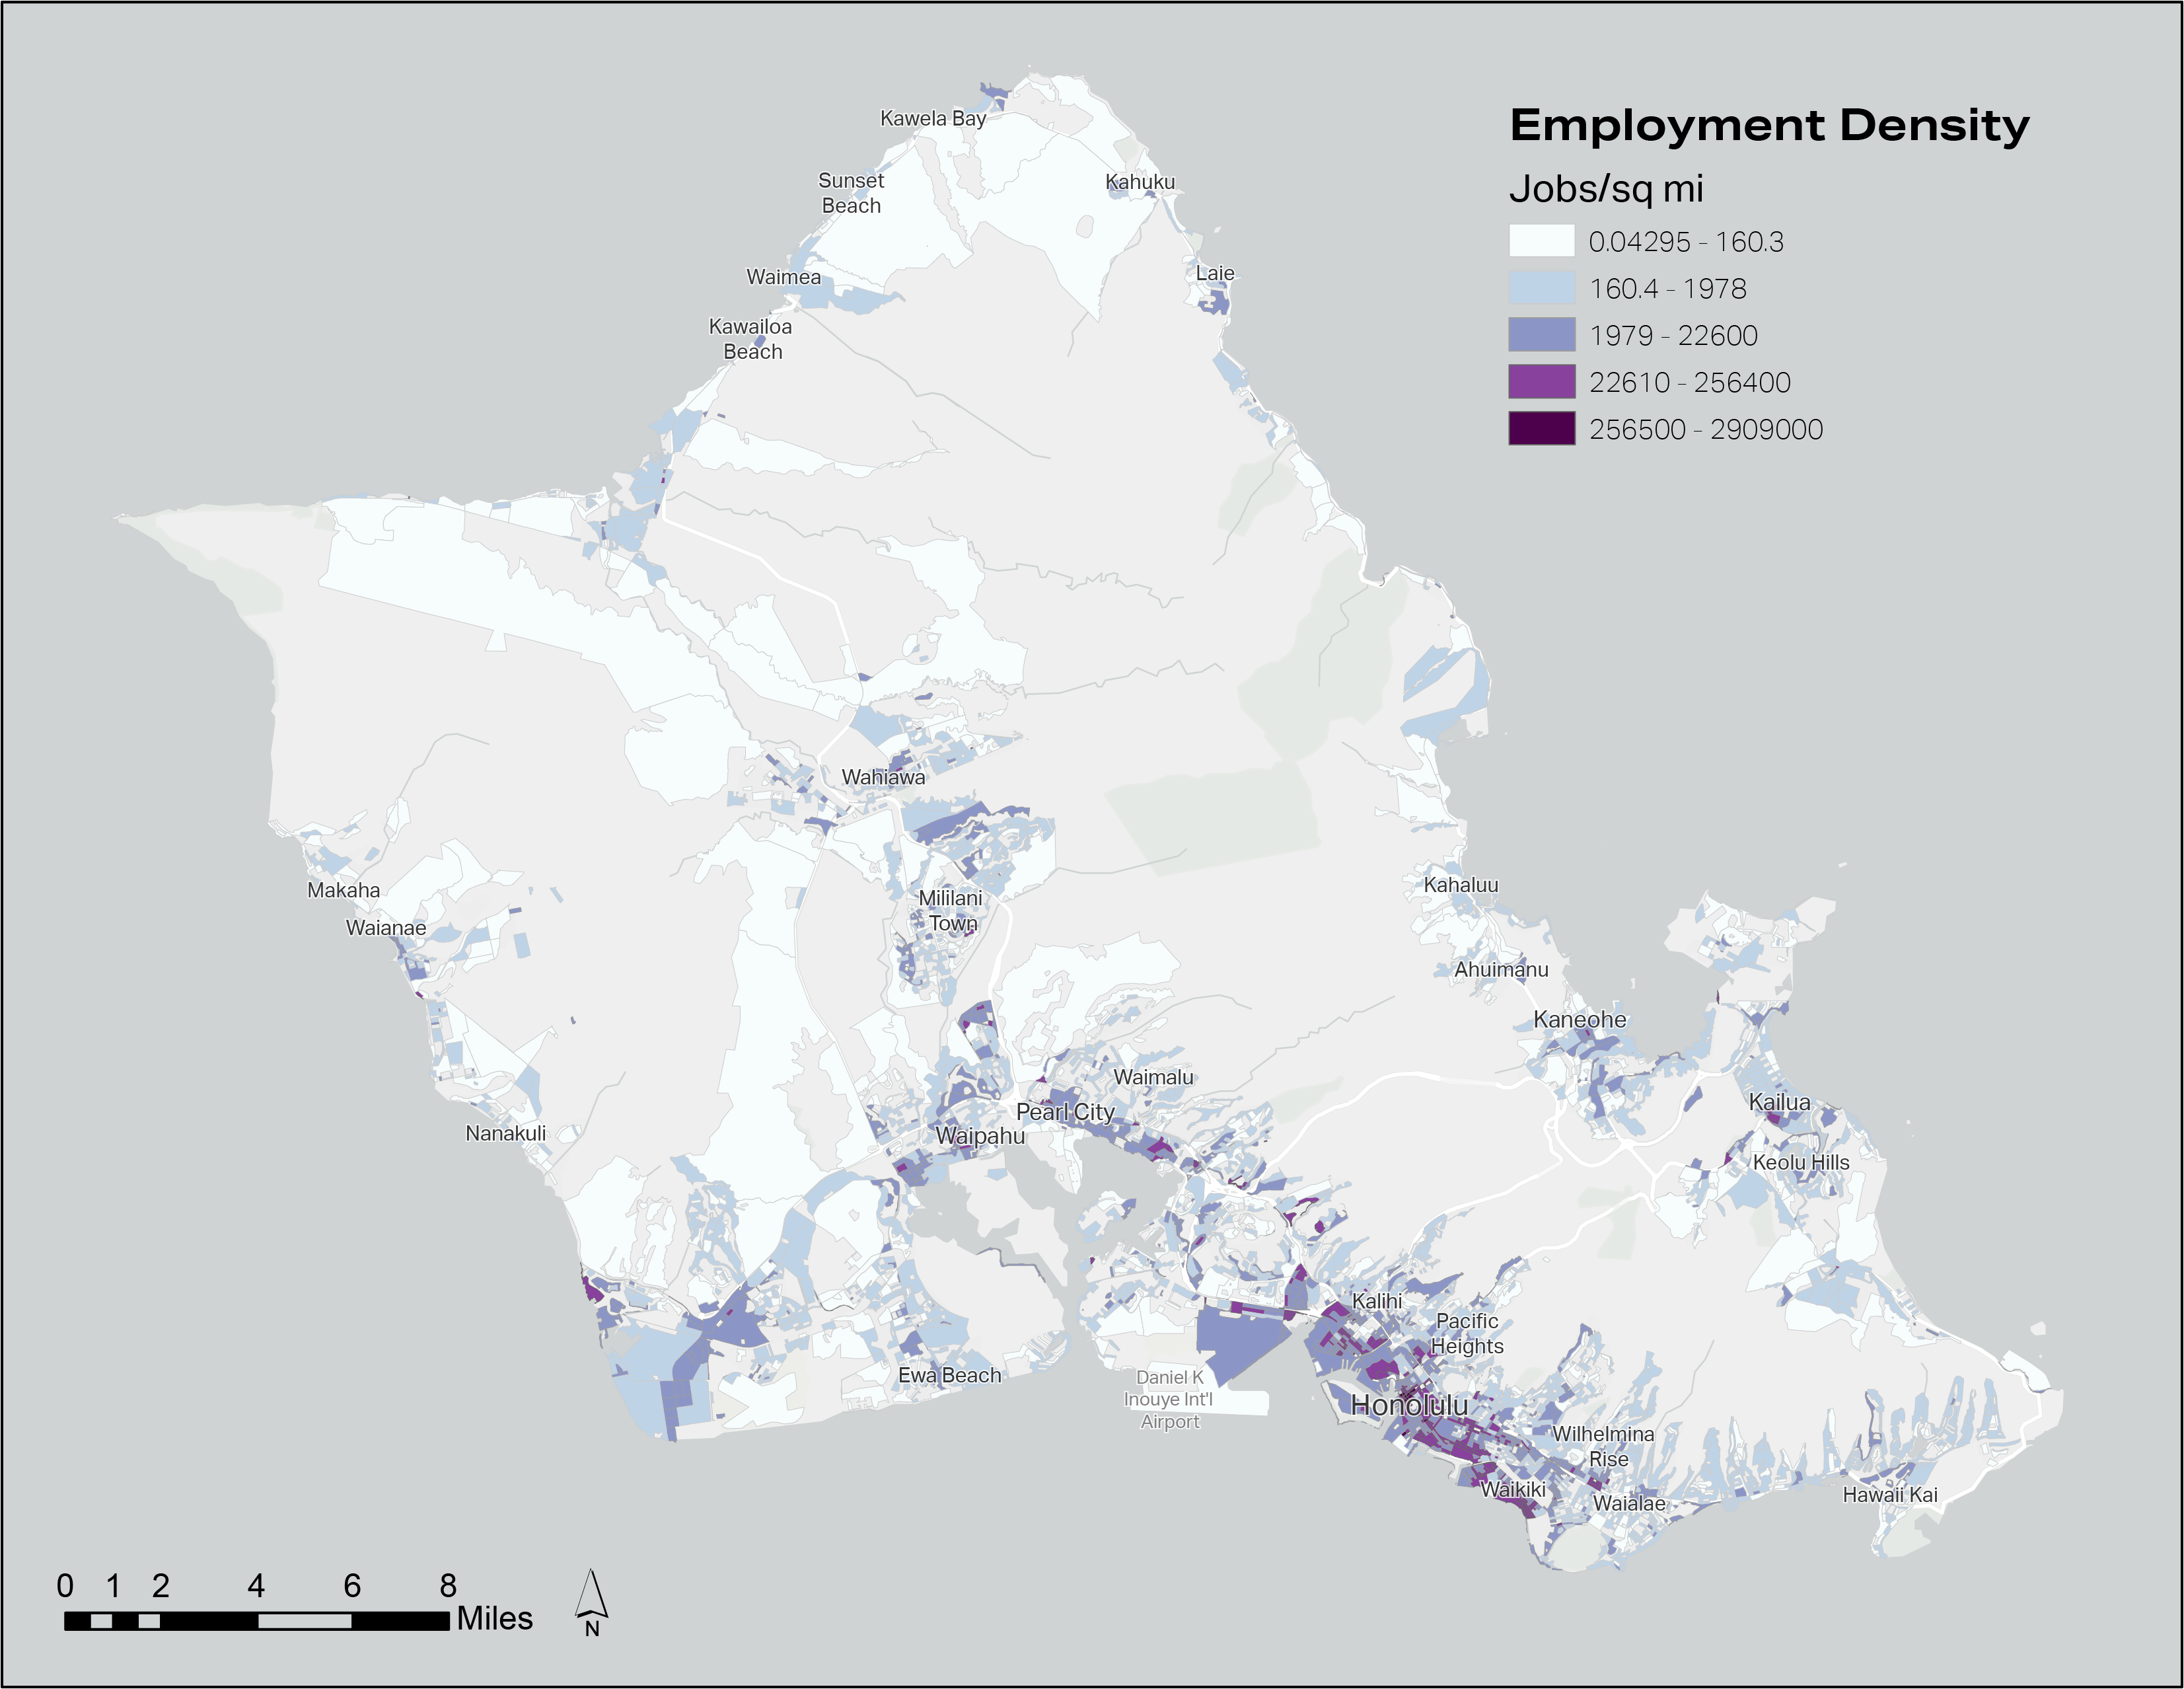 Employment Density
Jobs/sq mi
0.04295 - 160.3
160.4 - 1978
1979 - 22600
22610 - 256400
256500 - 2909000
Kawela Bay
Sunset
Beach
Kahuku
Waimea
Laie
Kawailoa
Beach
Wahiawa
Makaha
Mililani
Town
Waianae
Kahaluu
Ahuimanu
Kaneohe
Waimalu
Pearl City
Kailua
Nanakuli
Waipahu
Keolu Hills
Kalihi
Pacific
Heights
Ewa Beach
Daniel K
Inouye Int'l
Airport
Honolulu
Wilhelmina
Rise
Waikiki
Waialae
Hawaii Kai
0 1 2 4 6 8
Miles
N